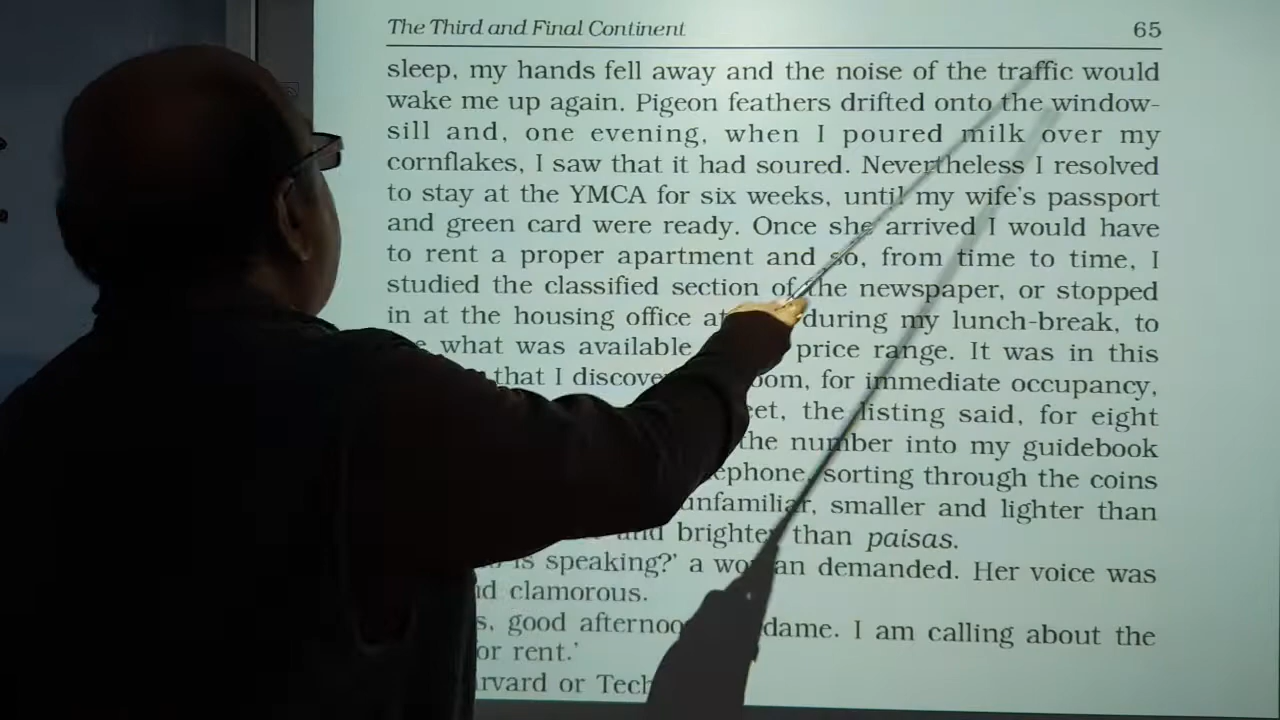 The Third and Final Continent 65
sleep, my hands fell away and the noise of the traffic would
wake me up again. Pigeon feathers drifted onto the window-
sill and, one evening, when I poured milk over my
cornflakes, I saw that it had soured. Nevertheless I resolved
to stay at the YMCA for six weeks, until my wife's passport
and green card were ready. Once she arrived I would have
to rent a proper apartment and so, from time to time, I
studied the classified section of the newspaper, or stopped
in at the housing office at during my lunch-break, to
what was available price range. It was in this
that I discove oom, for immediate occupancy,
eet, the listing said, for eight
the number into my guidebook
ephone, sorting through the coins
unfamiliar, smaller and lighter than
and brighter than paisas.
is speaking?' a woman demanded. Her voice was
nd clamorous.
s, good afternoo dame. I am calling about the
or rent.'
rvard or Tech